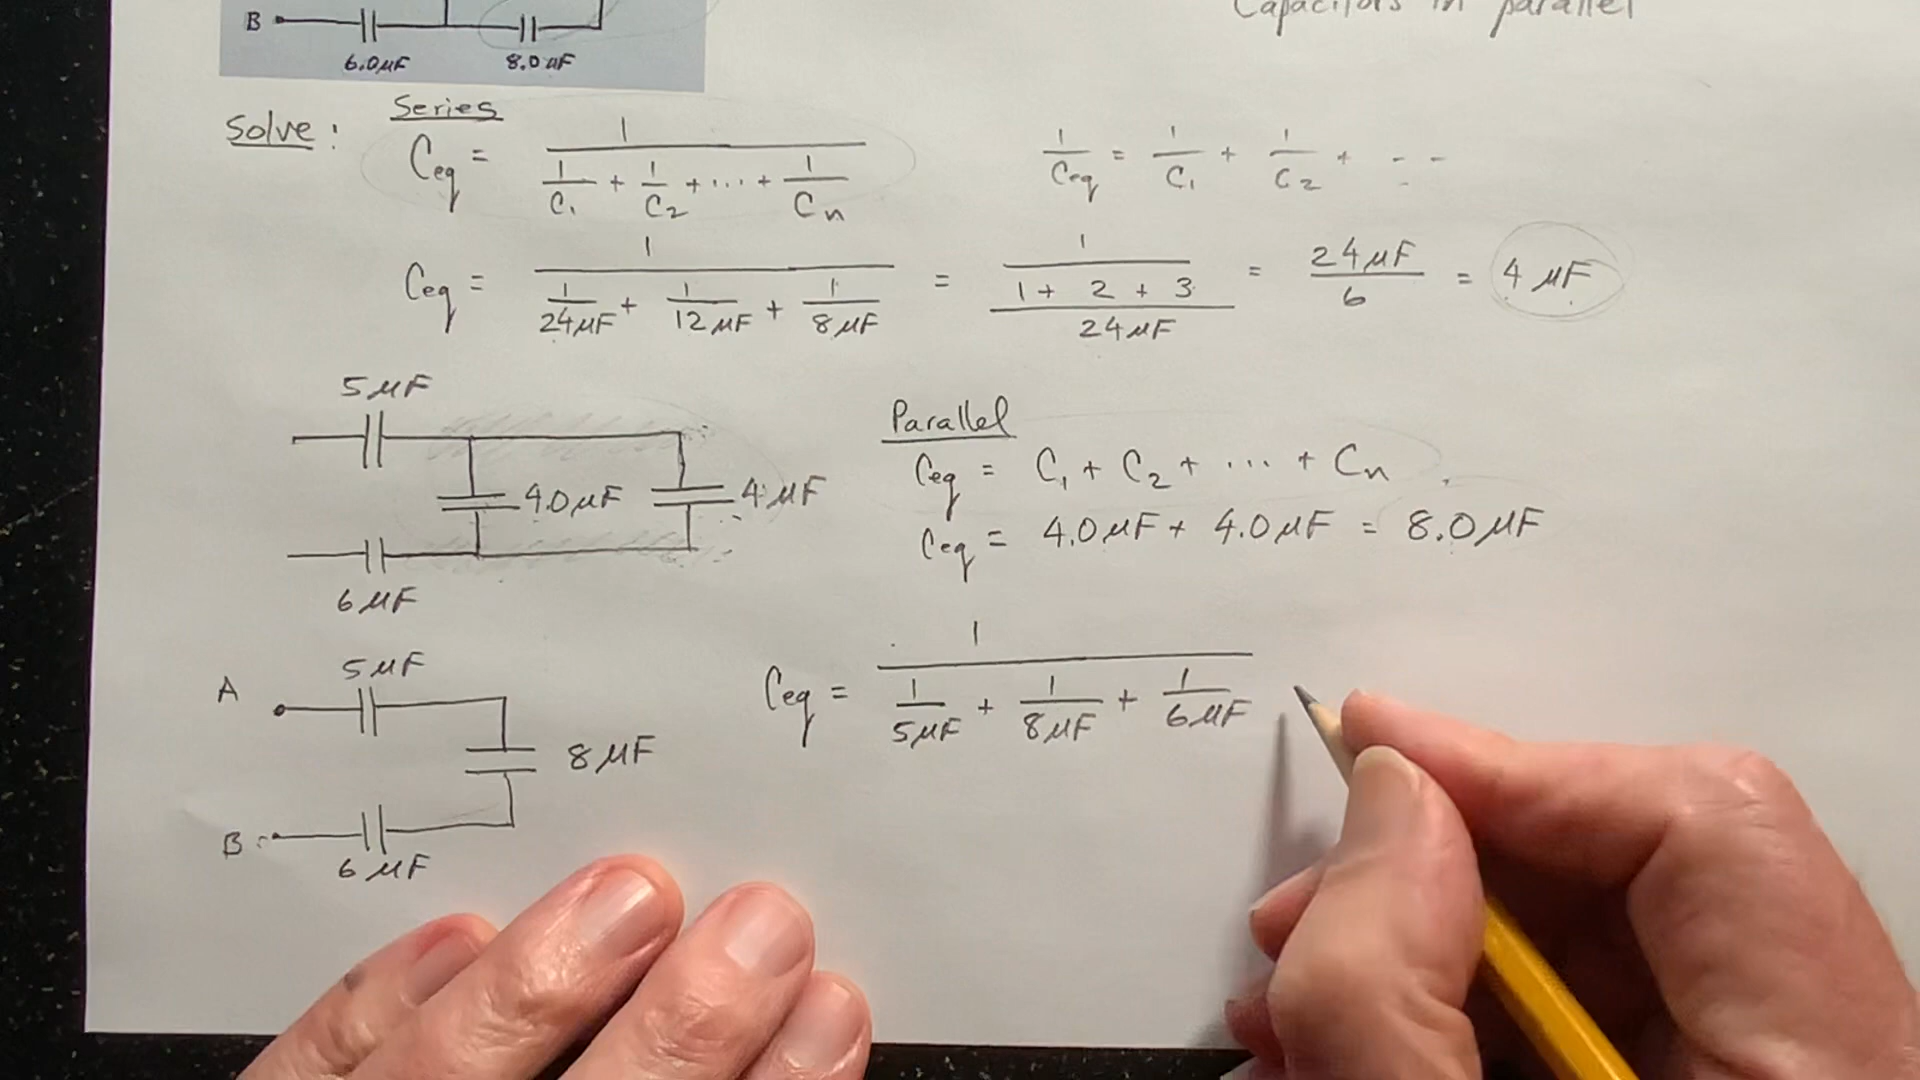 Capacitors in parallel
B
6.0μF 8.0μF
Solve: Series
Ceq = 1 / (1/C1 + 1/C2 + ... + 1/Cn)
1/Ceq = 1/C1 + 1/C2 + - -
Ceq = 1 / (1/24μF + 1/12μF + 1/8μF) = 1 / ((1 + 2 + 3)/24μF) = 24μF/6 = 4 μF
5μF
4.0μF 4μF
6μF
Parallel
Ceq = C1 + C2 + ... + Cn
Ceq = 4.0μF + 4.0μF = 8.0μF
A
5μF
8μF
B
6μF
Ceq = 1 / (1/5μF + 1/8μF + 1/6μF)